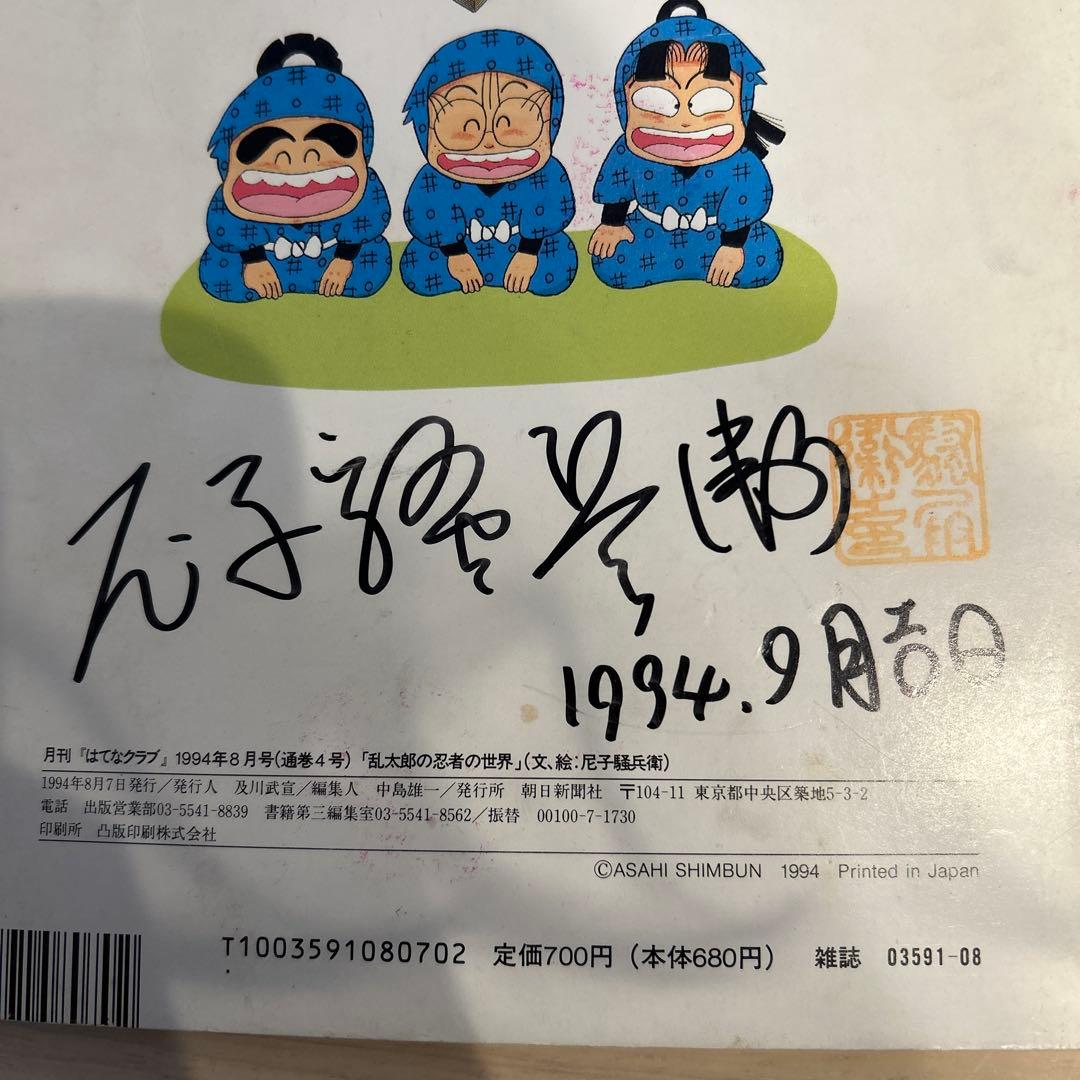 尼子騒兵衛
1994.9月吉日
月刊『はてなクラブ』1994年8月号(通巻4号)「乱太郎の忍者の世界」(文、絵:尼子騒兵衛)
1994年8月7日発行/発行人 及川武宣/編集人 中島雄一/発行所 朝日新聞社 〒104-11 東京都中央区築地5-3-2
電話 出版営業部03-5541-8839 書籍第三編集室03-5541-8562/振替 00100-7-1730
印刷所 凸版印刷株式会社
©ASAHI SHIMBUN 1994 Printed in Japan
T1003591080702 定価700円(本体680円) 雑誌 03591-08